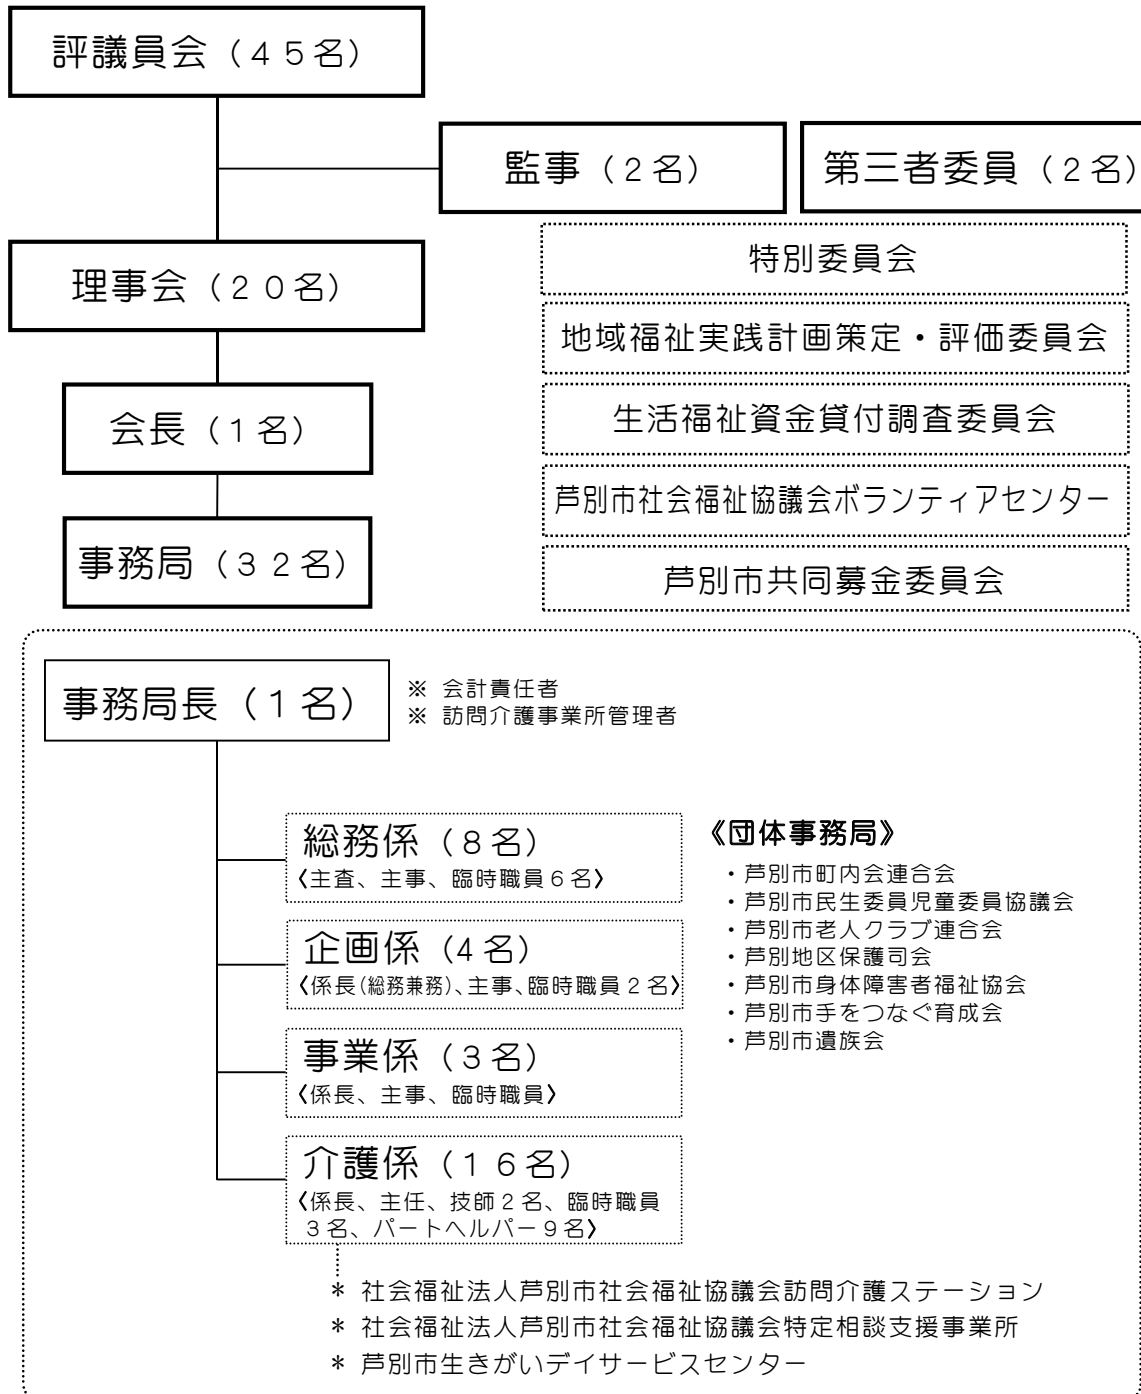 評議員会（４５名）
監事（２名）
第三者委員（２名）
理事会（２０名）
特別委員会
地域福祉実践計画策定・評価委員会
会長（１名）
生活福祉資金貸付調査委員会
芦別市社会福祉協議会ボランティアセンター
事務局（３２名）
芦別市共同募金委員会
事務局長（１名）
※ 会計責任者
※ 訪問介護事業所管理者
総務係（８名）
〈主査、主事、臨時職員６名〉
企画係（４名）
〈係長(総務兼務)、主事、臨時職員２名〉
事業係（３名）
〈係長、主事、臨時職員〉
介護係（１６名）
〈係長、主任、技師２名、臨時職員
３名、パートヘルパー９名〉
《団体事務局》
・芦別市町内会連合会
・芦別市民生委員児童委員協議会
・芦別市老人クラブ連合会
・芦別地区保護司会
・芦別市身体障害者福祉協会
・芦別市手をつなぐ育成会
・芦別市遺族会
＊ 社会福祉法人芦別市社会福祉協議会訪問介護ステーション
＊ 社会福祉法人芦別市社会福祉協議会特定相談支援事業所
＊ 芦別市生きがいデイサービスセンター